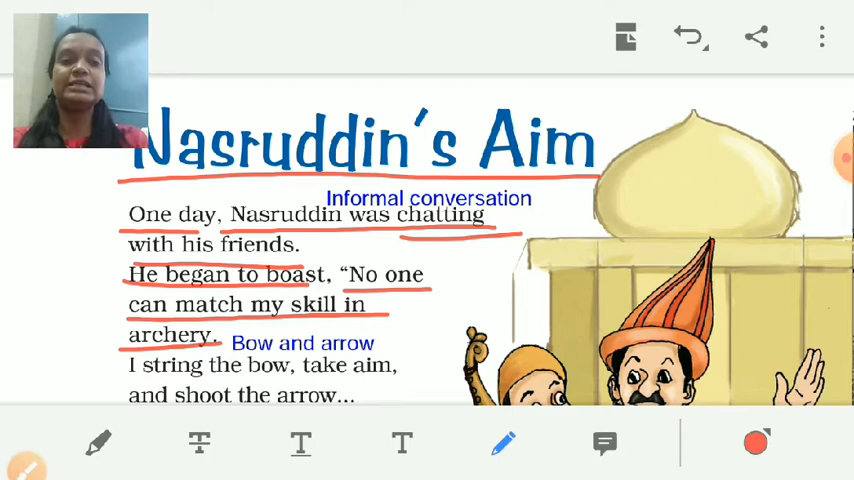 Nasruddin's Aim
Informal conversation
One day, Nasruddin was chatting
with his friends.
He began to boast, “No one
can match my skill in
archery.
Bow and arrow
I string the bow, take aim,
and shoot the arrow...
T
T
T